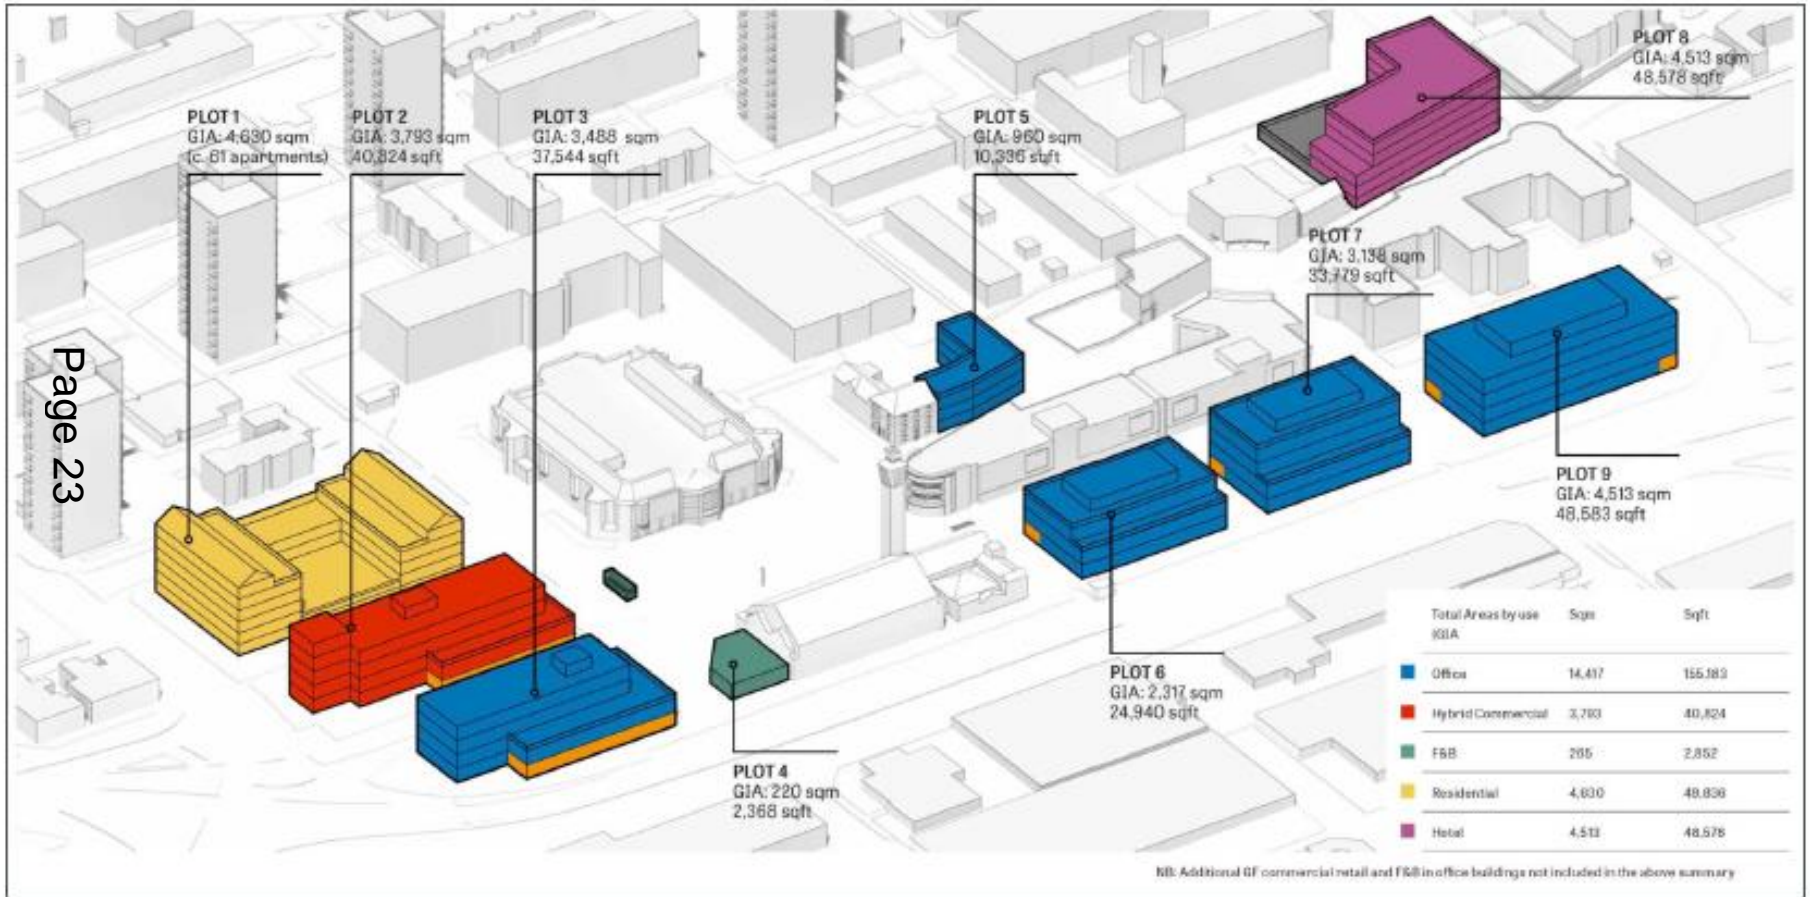 PLOT 8
GIA: 4,513 sqm
48,578 sqft
PLOT 1
GIA: 4,630 sqm
(c. 61 apartments)
PLOT 2
GIA: 3,793 sqm
40,824 sqft
PLOT 3
GIA: 3,488 sqm
37,544 sqft
PLOT 5
GIA: 960 sqm
10,336 sqft
PLOT 7
GIA: 3,138 sqm
33,779 sqft
Page 23
PLOT 9
GIA: 4,513 sqm
48,583 sqft
PLOT 6
GIA: 2,317 sqm
24,940 sqft
PLOT 4
GIA: 220 sqm
2,368 sqft
Total Areas by use Sqm Sqft
(GIA
Office 14,417 155,183
Hybrid Commercial 3,793 40,824
F&B 265 2,852
Residential 4,630 49,836
Hotel 4,513 48,578
NB: Additional GF commercial retail and F&B in office buildings not included in the above summary